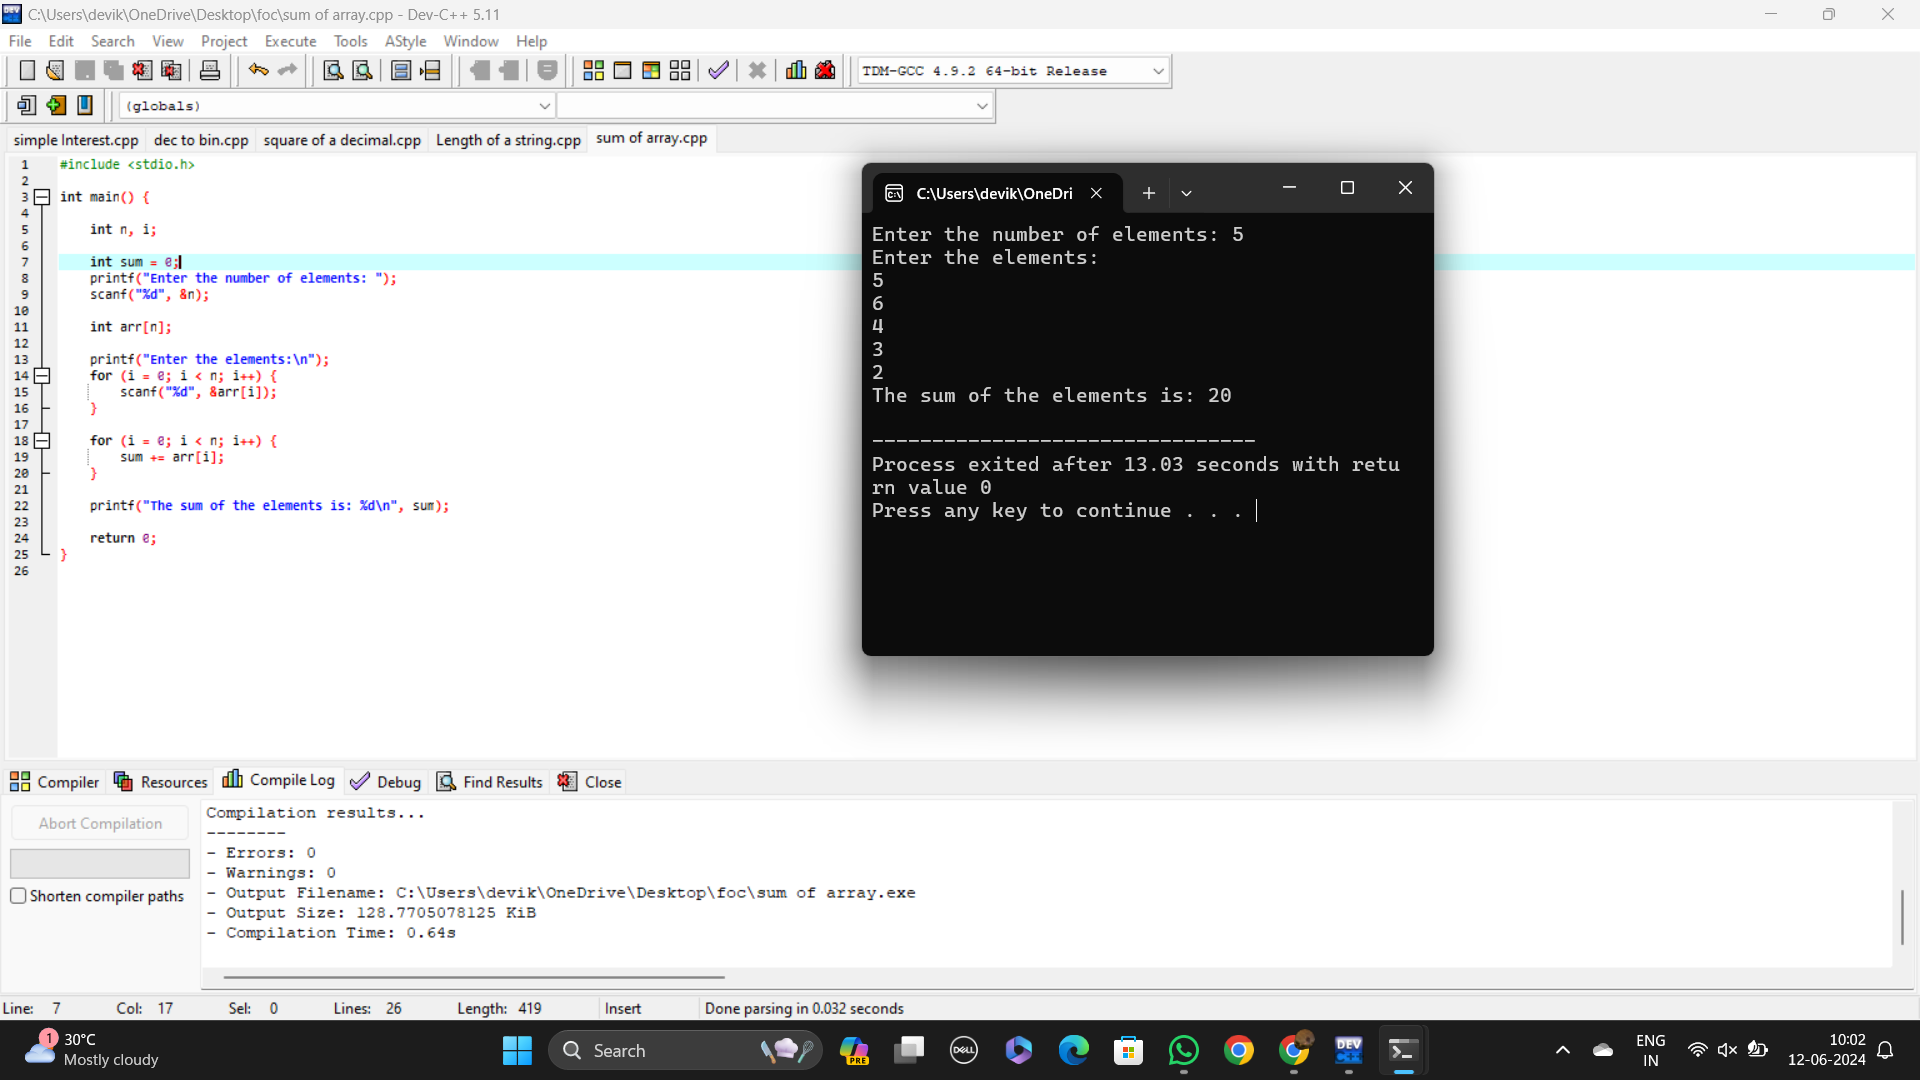 C:\Users\devik\OneDrive\Desktop\foc\sum of array.cpp - Dev-C++ 5.11
File Edit Search View Project Execute Tools AStyle Window Help
TDM-GCC 4.9.2 64-bit Release
(globals)
simple Interest.cpp dec to bin.cpp square of a decimal.cpp Length of a string.cpp sum of array.cpp
1 #include <stdio.h>
2
3 int main() {
4
5 int n, i;
6
7 int sum = 0;
8 printf("Enter the number of elements: ");
9 scanf("%d", &n);
10
11 int arr[n];
12
13 printf("Enter the elements:\n");
14 for (i = 0; i < n; i++) {
15 scanf("%d", &arr[i]);
16 }
17
18 for (i = 0; i < n; i++) {
19 sum += arr[i];
20 }
21
22 printf("The sum of the elements is: %d\n", sum);
23
24 return 0;
25 }
26
C:\Users\devik\OneDri
Enter the number of elements: 5
Enter the elements:
5
6
4
3
2
The sum of the elements is: 20
--------------------------------
Process exited after 13.03 seconds with retu
rn value 0
Press any key to continue . . .
Compiler Resources Compile Log Debug Find Results Close
Abort Compilation
Shorten compiler paths
Compilation results...
--------
- Errors: 0
- Warnings: 0
- Output Filename: C:\Users\devik\OneDrive\Desktop\foc\sum of array.exe
- Output Size: 128.7705078125 KiB
- Compilation Time: 0.64s
Line: 7 Col: 17 Sel: 0 Lines: 26 Length: 419 Insert Done parsing in 0.032 seconds
1
30°C
Mostly cloudy
Search
PRE
DELL
DEV
C++
ENG
IN
10:02
12-06-2024